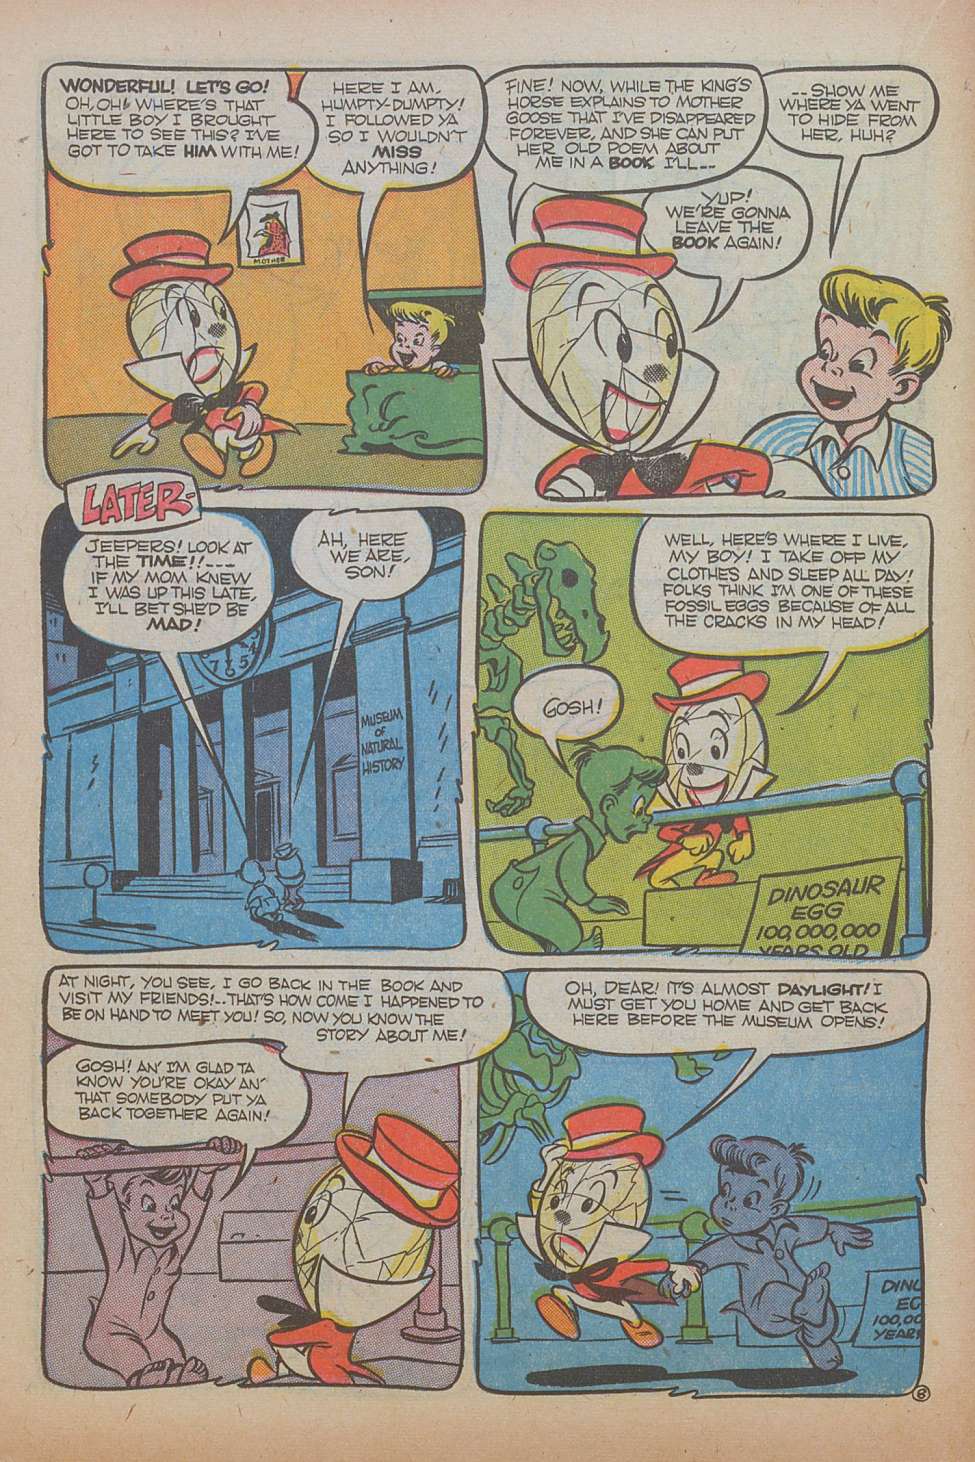 WONDERFUL! LET'S GO!
OH, OH! WHERE'S THAT
LITTLE BOY I BROUGHT
HERE TO SEE THIS? I'VE
GOT TO TAKE HIM WITH ME!
HERE I AM,
HUMPTY-DUMPTY!
I FOLLOWED YA
SO I WOULDN'T
MISS
ANYTHING!
MOTHER
FINE! NOW, WHILE THE KING'S
HORSE EXPLAINS TO MOTHER
GOOSE THAT I'VE DISAPPEARED
FOREVER, AND SHE CAN PUT
HER OLD POEM ABOUT
ME IN A BOOK I'LL--
-- SHOW ME
WHERE YA WENT
TO HIDE FROM
HER, HUH?
YUP!
WE'RE GONNA
LEAVE THE
BOOK AGAIN!
LATER-
JEEPERS! LOOK AT
THE TIME!!---
IF MY MOM KNEW
I WAS UP THIS LATE,
I'LL BET SHE'D BE
MAD!
AH, HERE
WE ARE,
SON!
7 6 5 4
MUSEUM
OF
NATURAL
HISTORY
WELL, HERE'S WHERE I LIVE,
MY BOY! I TAKE OFF MY
CLOTHES AND SLEEP ALL DAY!
FOLKS THINK I'M ONE OF THESE
FOSSIL EGGS BECAUSE OF ALL
THE CRACKS IN MY HEAD!
GOSH!
DINOSAUR
EGG
100,000,000
YEARS OLD
AT NIGHT, YOU SEE, I GO BACK IN THE BOOK AND
VISIT MY FRIENDS!--THAT'S HOW COME I HAPPENED TO
BE ON HAND TO MEET YOU! SO, NOW YOU KNOW THE
STORY ABOUT ME!
GOSH! AN' I'M GLAD TA
KNOW YOU'RE OKAY AN'
THAT SOMEBODY PUT YA
BACK TOGETHER AGAIN!
OH, DEAR! IT'S ALMOST DAYLIGHT! I
MUST GET YOU HOME AND GET BACK
HERE BEFORE THE MUSEUM OPENS!
DINO
EG
100,00
YEARS
6